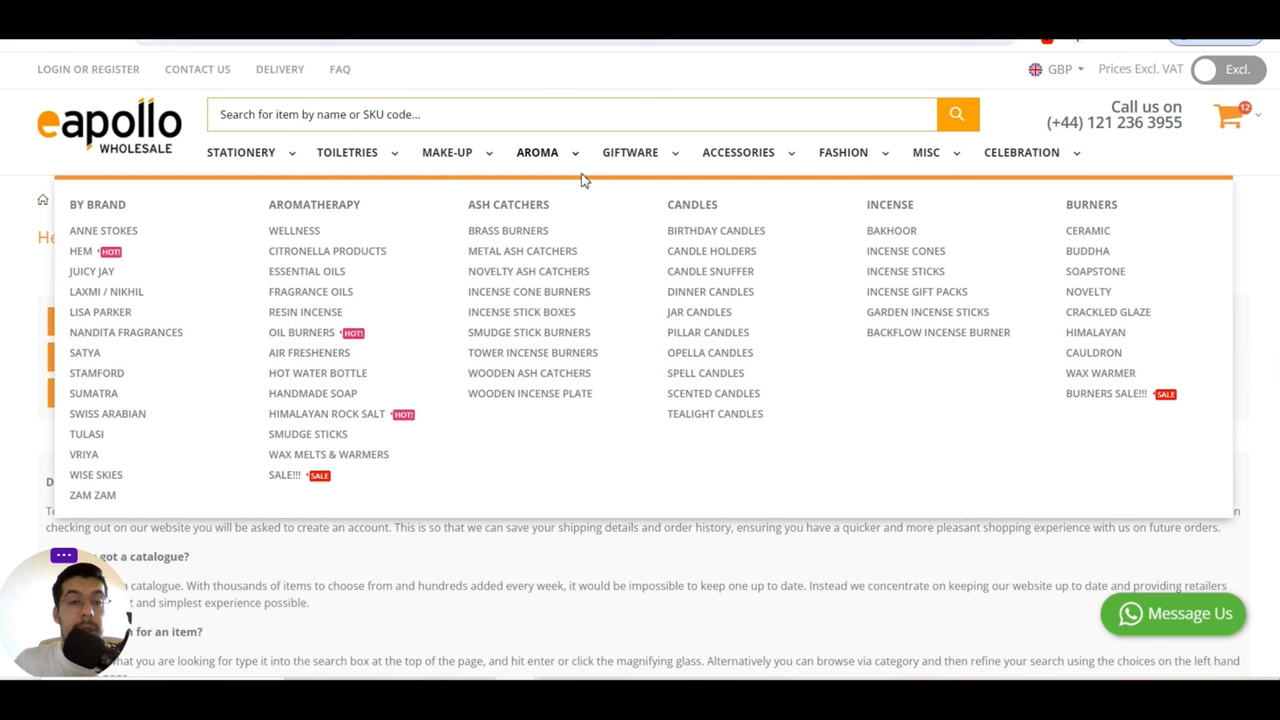 LOGIN OR REGISTER CONTACT US DELIVERY FAQ GBP Prices Excl. VAT Excl.
eapollo
WHOLESALE
Search for item by name or SKU code...
Call us on
(+44) 121 236 3955
12
STATIONERY TOILETRIES MAKE-UP AROMA GIFTWARE ACCESSORIES FASHION MISC CELEBRATION
He
BY BRAND
ANNE STOKES
HEM HOT!
JUICY JAY
LAXMI / NIKHIL
LISA PARKER
NANDITA FRAGRANCES
SATYA
STAMFORD
SUMATRA
SWISS ARABIAN
TULASI
VRIYA
WISE SKIES
ZAM ZAM
AROMATHERAPY
WELLNESS
CITRONELLA PRODUCTS
ESSENTIAL OILS
FRAGRANCE OILS
RESIN INCENSE
OIL BURNERS HOT!
AIR FRESHENERS
HOT WATER BOTTLE
HANDMADE SOAP
HIMALAYAN ROCK SALT HOT!
SMUDGE STICKS
WAX MELTS & WARMERS
SALE!!! SALE
ASH CATCHERS
BRASS BURNERS
METAL ASH CATCHERS
NOVELTY ASH CATCHERS
INCENSE CONE BURNERS
INCENSE STICK BOXES
SMUDGE STICK BURNERS
TOWER INCENSE BURNERS
WOODEN ASH CATCHERS
WOODEN INCENSE PLATE
CANDLES
BIRTHDAY CANDLES
CANDLE HOLDERS
CANDLE SNUFFER
DINNER CANDLES
JAR CANDLES
PILLAR CANDLES
OPELLA CANDLES
SPELL CANDLES
SCENTED CANDLES
TEALIGHT CANDLES
INCENSE
BAKHOOR
INCENSE CONES
INCENSE STICKS
INCENSE GIFT PACKS
GARDEN INCENSE STICKS
BACKFLOW INCENSE BURNER
BURNERS
CERAMIC
BUDDHA
SOAPSTONE
NOVELTY
CRACKLED GLAZE
HIMALAYAN
CAULDRON
WAX WARMER
BURNERS SALE!!! SALE
checking out on our website you will be asked to create an account. This is so that we can save your shipping details and order history, ensuring you have a quicker and more pleasant shopping experience with us on future orders.
got a catalogue?
a catalogue. With thousands of items to choose from and hundreds added every week, it would be impossible to keep one up to date. Instead we concentrate on keeping our website up to date and providing retailers
t and simplest experience possible.
for an item?
what you are looking for type it into the search box at the top of the page, and hit enter or click the magnifying glass. Alternatively you can browse via category and then refine your search using the choices on the left hand
Message Us